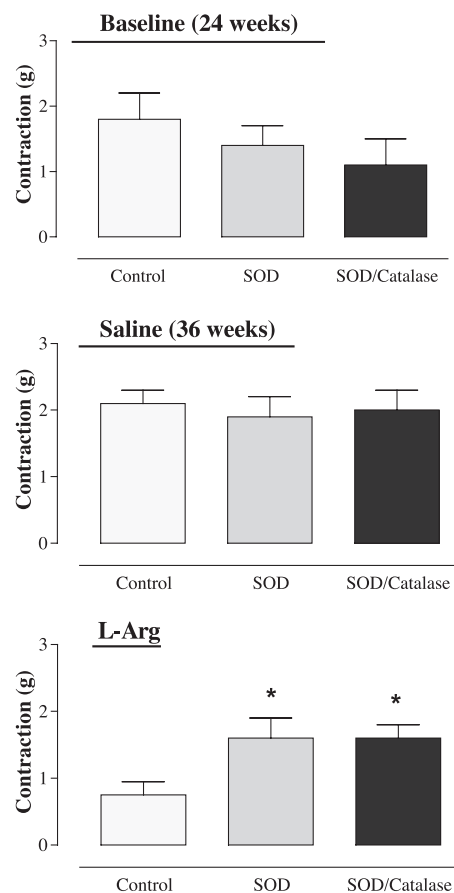 Baseline (24 weeks)
Contraction (g)
3
2
1
0
Control SOD SOD/Catalase
Saline (36 weeks)
Contraction (g)
3
2
1
0
Control SOD SOD/Catalase
L-Arg
Contraction (g)
3
2
1
0
* *
Control SOD SOD/Catalase